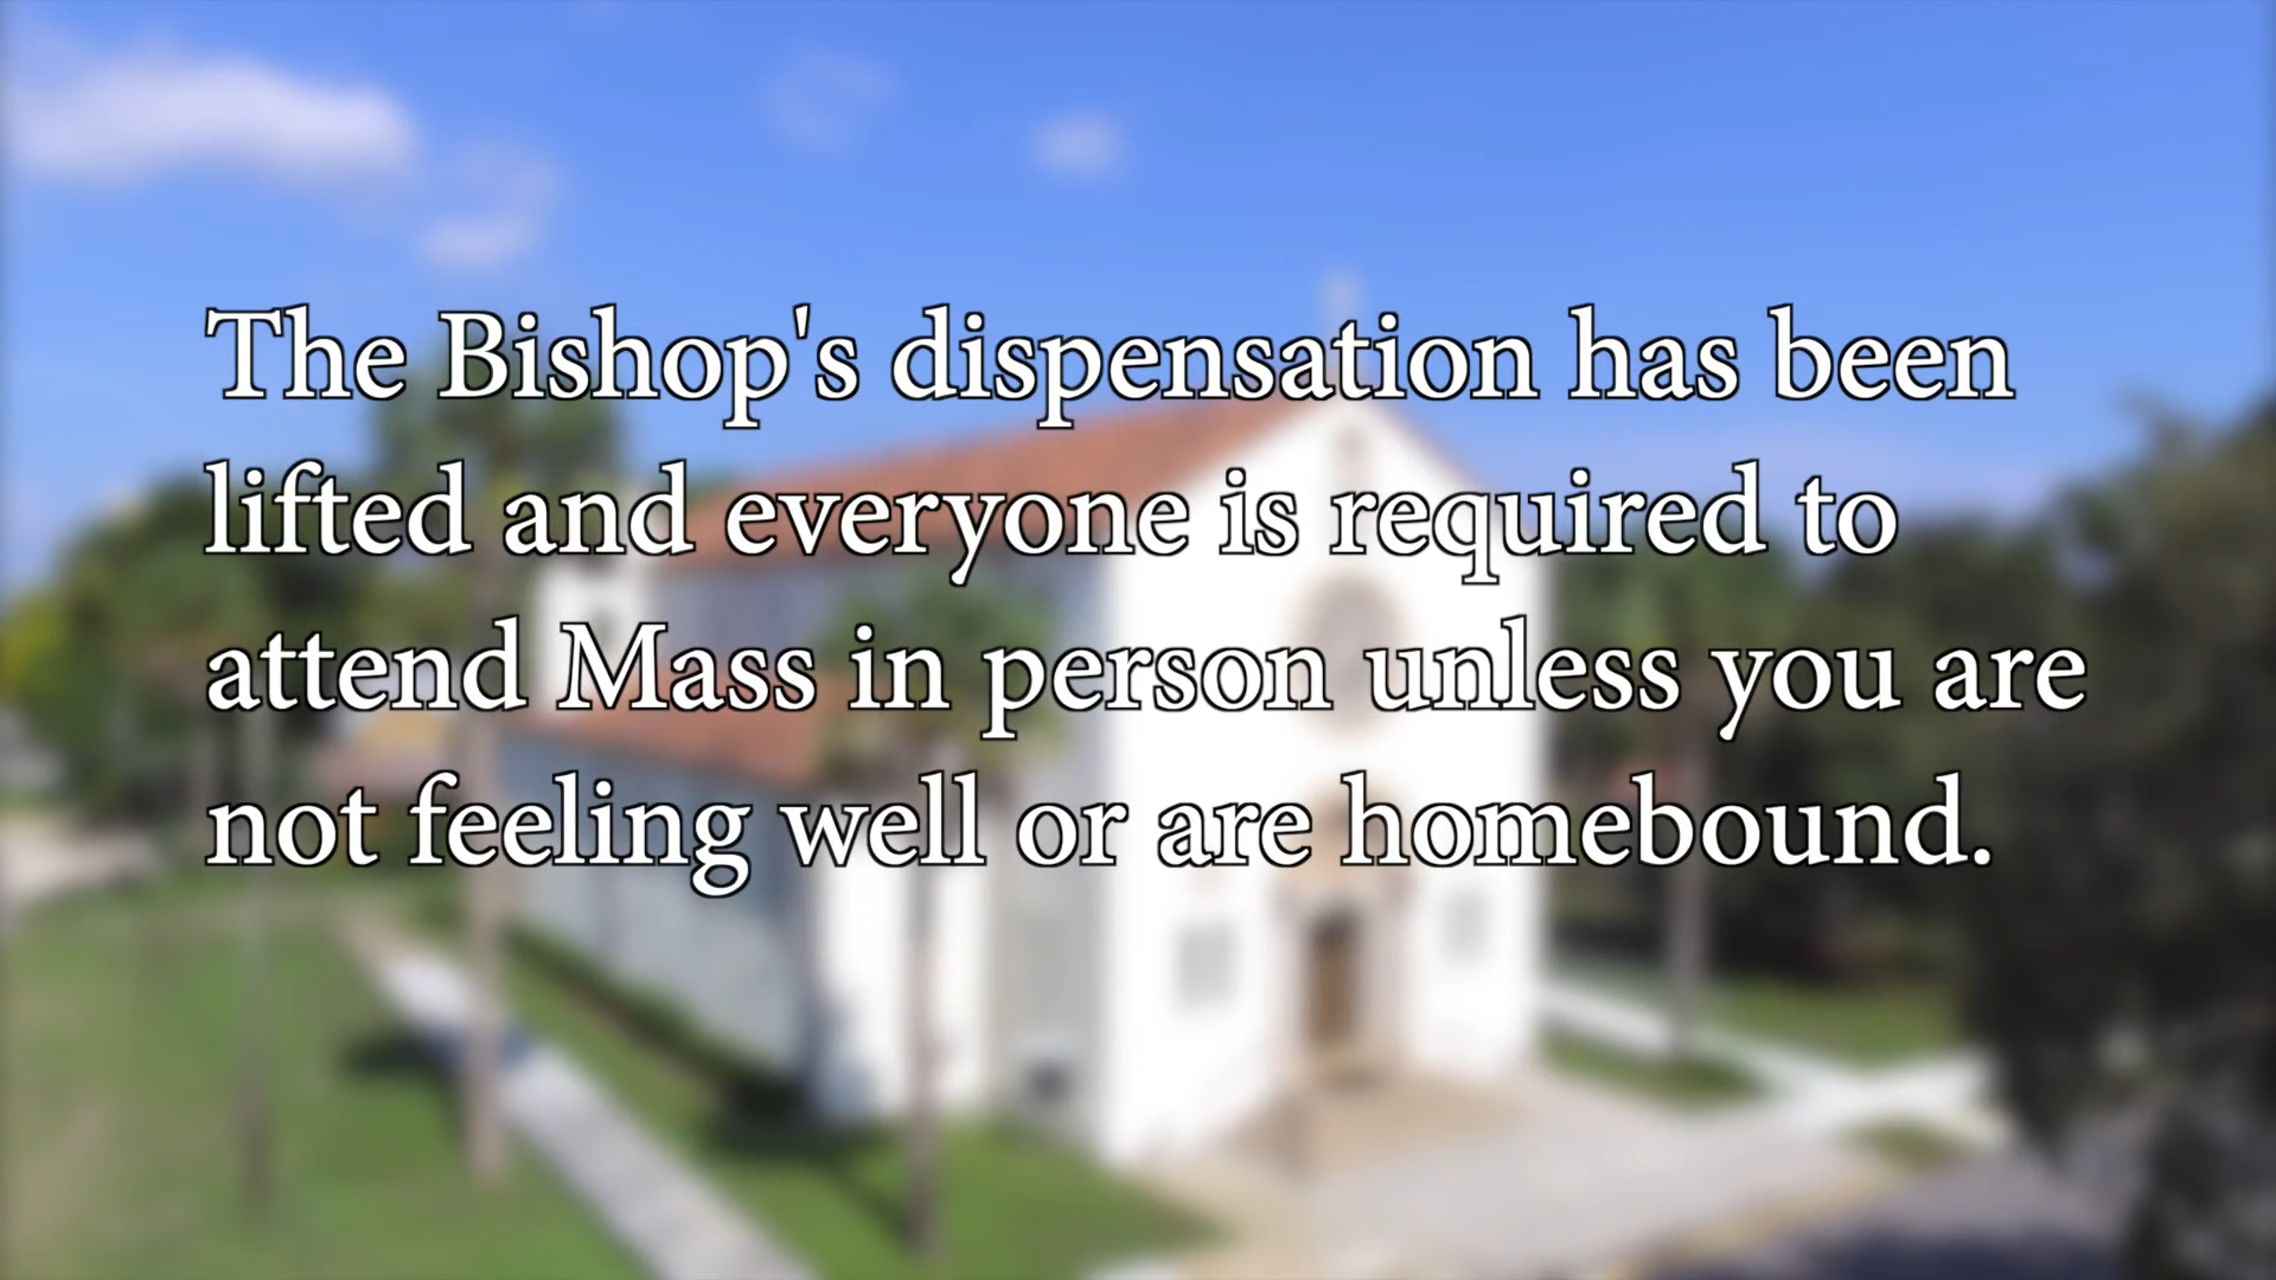 The Bishop's dispensation has been
lifted and everyone is required to
attend Mass in person unless you are
not feeling well or are homebound.